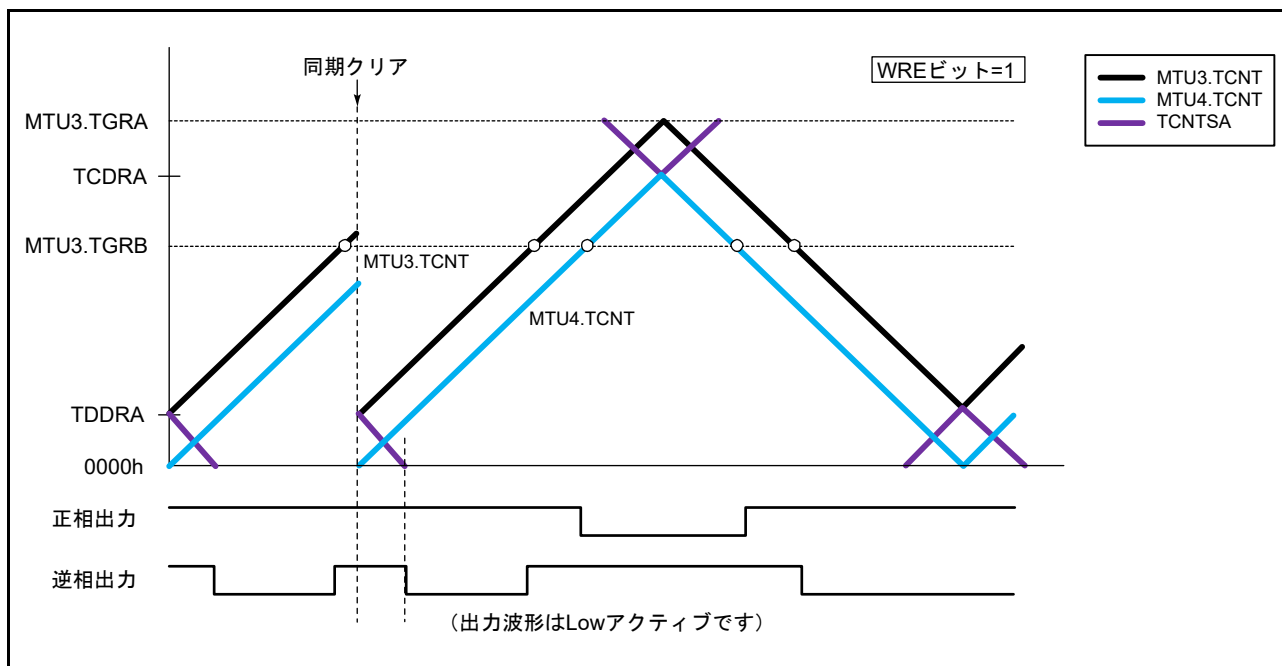 同期クリア
WREビット=1
MTU3.TCNT
MTU4.TCNT
TCNTSA
MTU3.TGRA
TCDRA
MTU3.TGRB
MTU3.TCNT
MTU4.TCNT
TDDRA
0000h
正相出力
逆相出力
（出力波形はLowアクティブです）